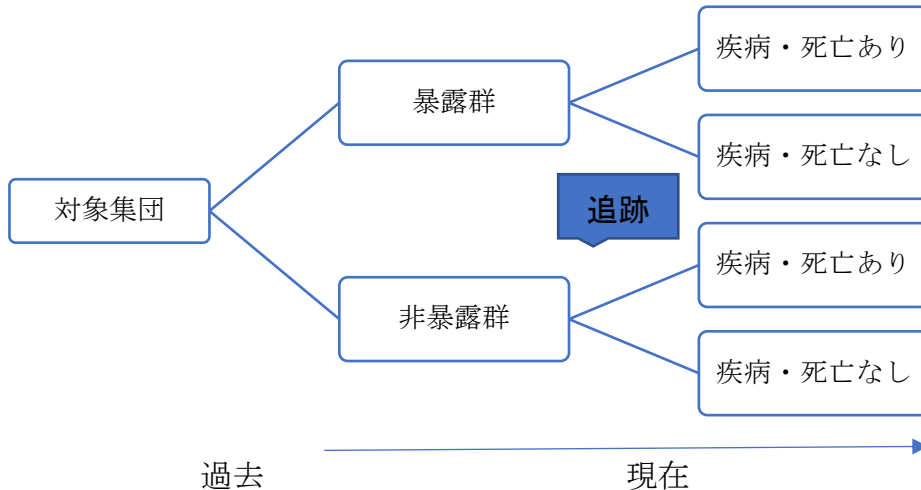 疾病・死亡あり
暴露群
疾病・死亡なし
対象集団
追跡
疾病・死亡あり
非暴露群
疾病・死亡なし
過去
現在